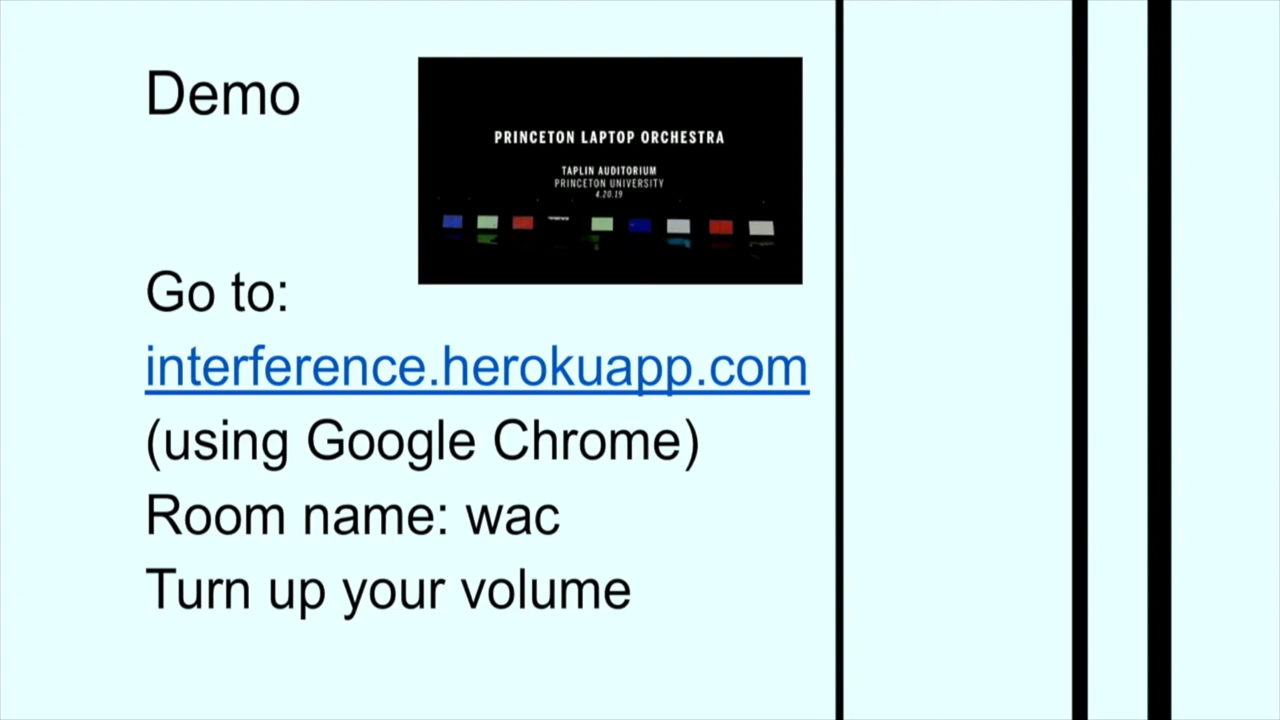 Demo
PRINCETON LAPTOP ORCHESTRA
TAPLIN AUDITORIUM
PRINCETON UNIVERSITY
4.20.19
Go to:
interference.herokuapp.com
(using Google Chrome)
Room name: wac
Turn up your volume